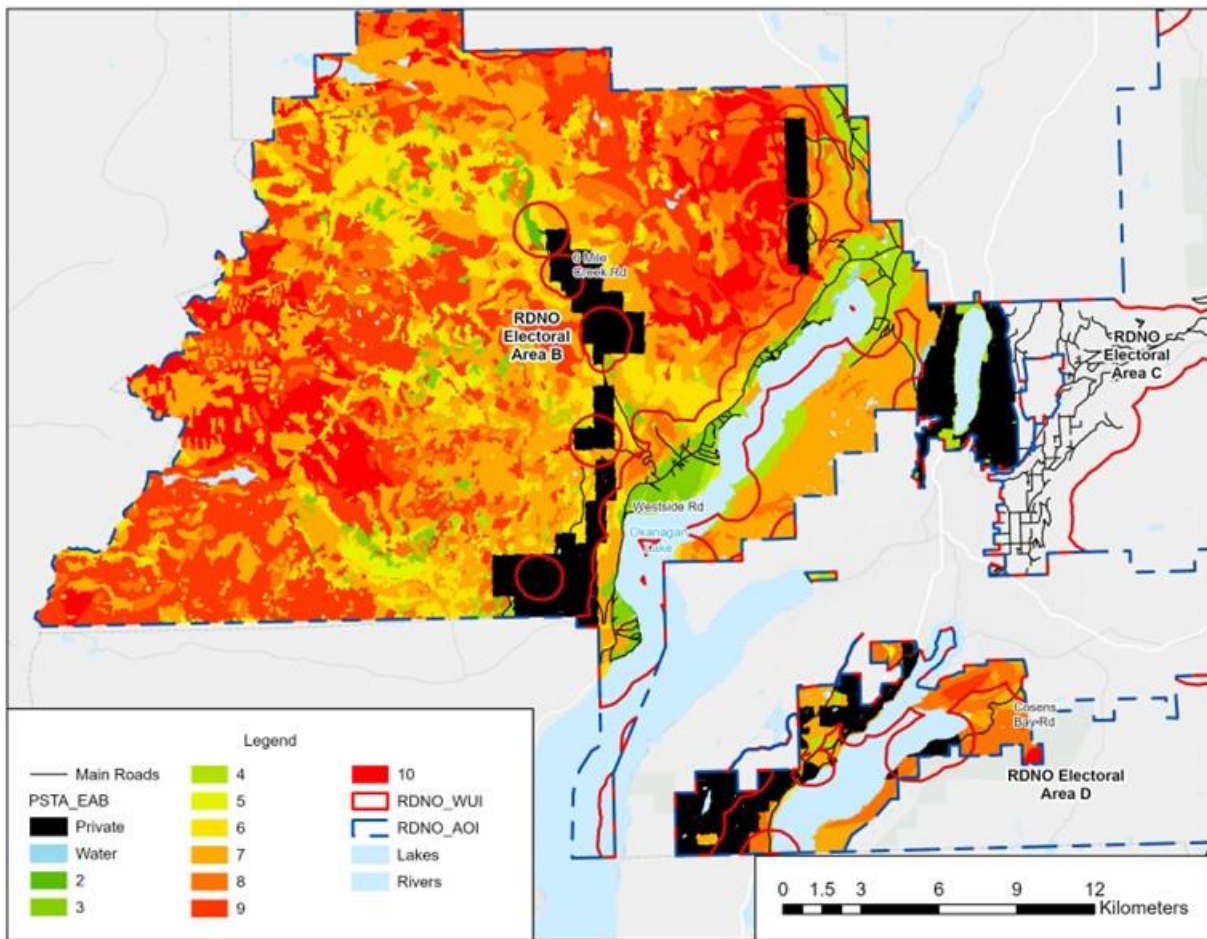 6 Mile
Creek Rd
RDNO
Electoral
Area B
RDNO
Electoral
Area C
Westside Rd
Okanagan
Lake
Cosens
Bay Rd
RDNO Electoral
Area D
Legend
Main Roads
PSTA_EAB
Private
Water
2
3
4
5
6
7
8
9
10
RDNO_WUI
RDNO_AOI
Lakes
Rivers
0 1.5 3 6 9 12
Kilometers